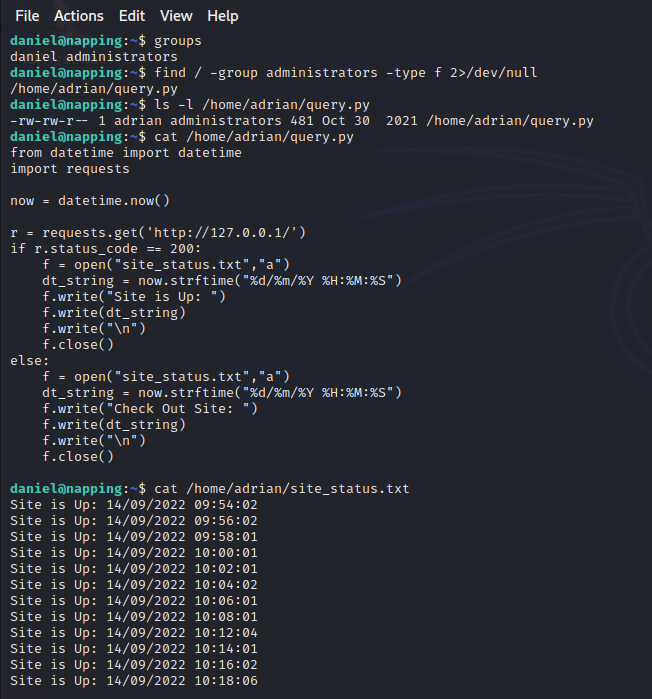 File Actions Edit View Help
daniel@napping:~$ groups
daniel administrators
daniel@napping:~$ find / -group administrators -type f 2>/dev/null
/home/adrian/query.py
daniel@napping:~$ ls -l /home/adrian/query.py
-rw-rw-r-- 1 adrian administrators 481 Oct 30  2021 /home/adrian/query.py
daniel@napping:~$ cat /home/adrian/query.py
from datetime import datetime
import requests

now = datetime.now()

r = requests.get('http://127.0.0.1/')
if r.status_code == 200:
    f = open("site_status.txt","a")
    dt_string = now.strftime("%d/%m/%Y %H:%M:%S")
    f.write("Site is Up: ")
    f.write(dt_string)
    f.write("\n")
    f.close()
else:
    f = open("site_status.txt","a")
    dt_string = now.strftime("%d/%m/%Y %H:%M:%S")
    f.write("Check Out Site: ")
    f.write(dt_string)
    f.write("\n")
    f.close()

daniel@napping:~$ cat /home/adrian/site_status.txt
Site is Up: 14/09/2022 09:54:02
Site is Up: 14/09/2022 09:56:02
Site is Up: 14/09/2022 09:58:01
Site is Up: 14/09/2022 10:00:01
Site is Up: 14/09/2022 10:02:01
Site is Up: 14/09/2022 10:04:02
Site is Up: 14/09/2022 10:06:01
Site is Up: 14/09/2022 10:08:01
Site is Up: 14/09/2022 10:12:04
Site is Up: 14/09/2022 10:14:01
Site is Up: 14/09/2022 10:16:02
Site is Up: 14/09/2022 10:18:06